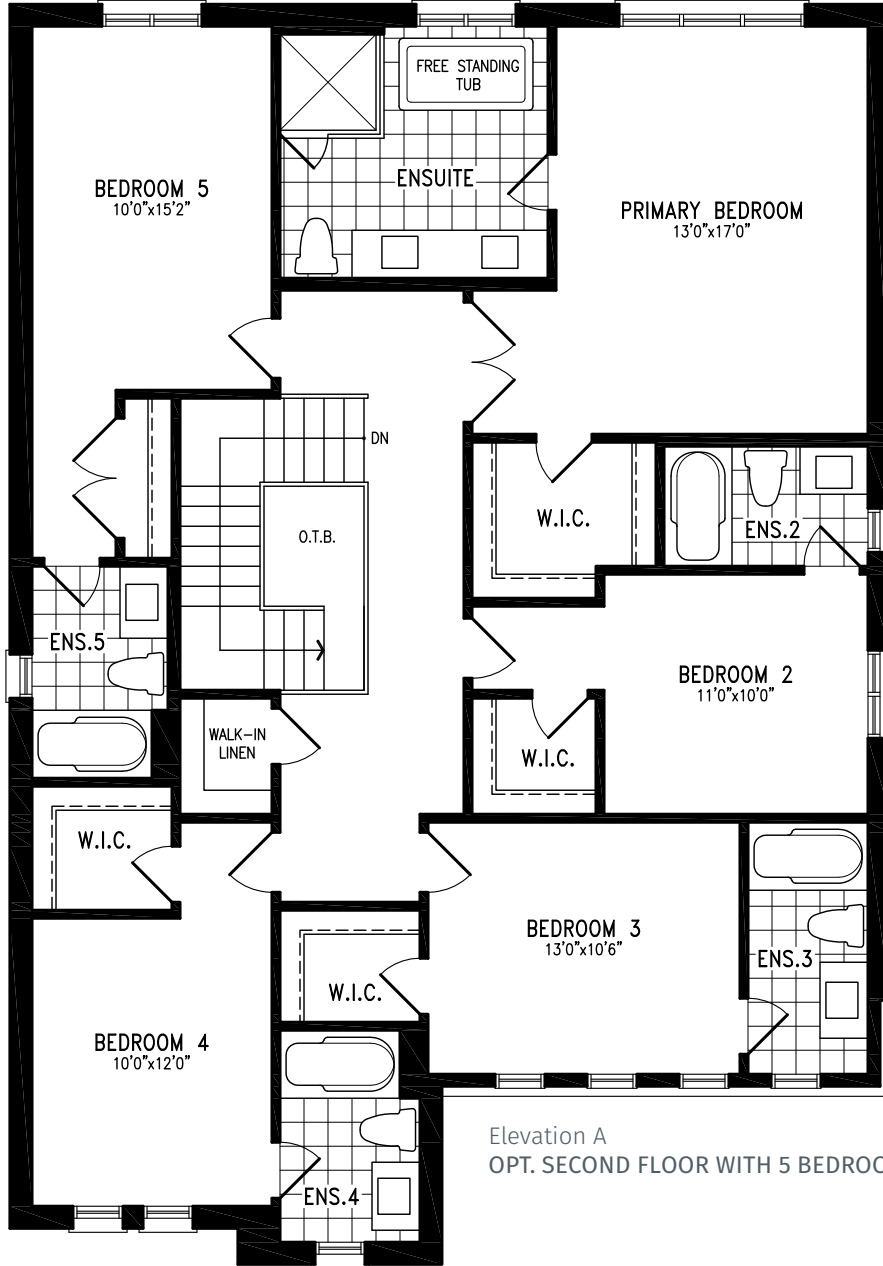 FREE STANDING
TUB
BEDROOM 5
10'0"x15'2"
ENSUITE
PRIMARY BEDROOM
13'0"x17'0"
DN
W.I.C.
ENS.2
O.T.B.
ENS.5
BEDROOM 2
11'0"x10'0"
WALK-IN
LINEN
W.I.C.
W.I.C.
BEDROOM 3
13'0"x10'6"
ENS.3
W.I.C.
BEDROOM 4
10'0"x12'0"
ENS.4
Elevation A
OPT. SECOND FLOOR WITH 5 BEDROO